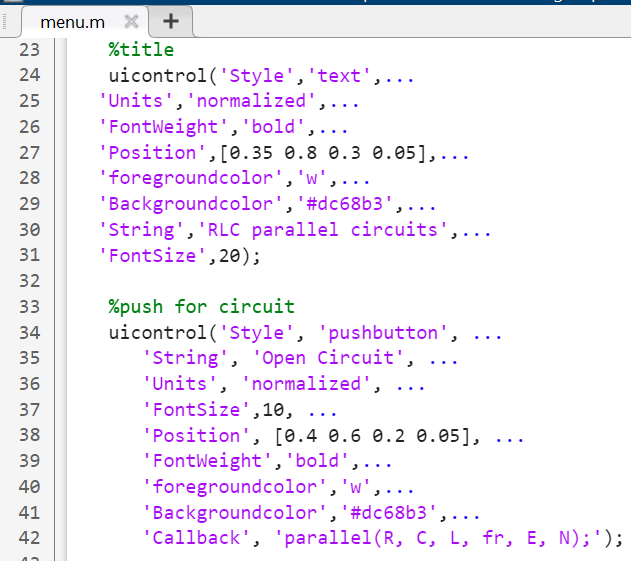 menu.m × +
23 %title
24 uicontrol('Style','text',...
25 'Units','normalized',...
26 'FontWeight','bold',...
27 'Position',[0.35 0.8 0.3 0.05],...
28 'foregroundcolor','w',...
29 'Backgroundcolor','#dc68b3',...
30 'String','RLC parallel circuits',...
31 'FontSize',20);
32
33 %push for circuit
34 uicontrol('Style', 'pushbutton', ...
35 'String', 'Open Circuit', ...
36 'Units', 'normalized', ...
37 'FontSize',10, ...
38 'Position', [0.4 0.6 0.2 0.05], ...
39 'FontWeight','bold',...
40 'foregroundcolor','w',...
41 'Backgroundcolor','#dc68b3',...
42 'Callback', 'parallel(R, C, L, fr, E, N);');